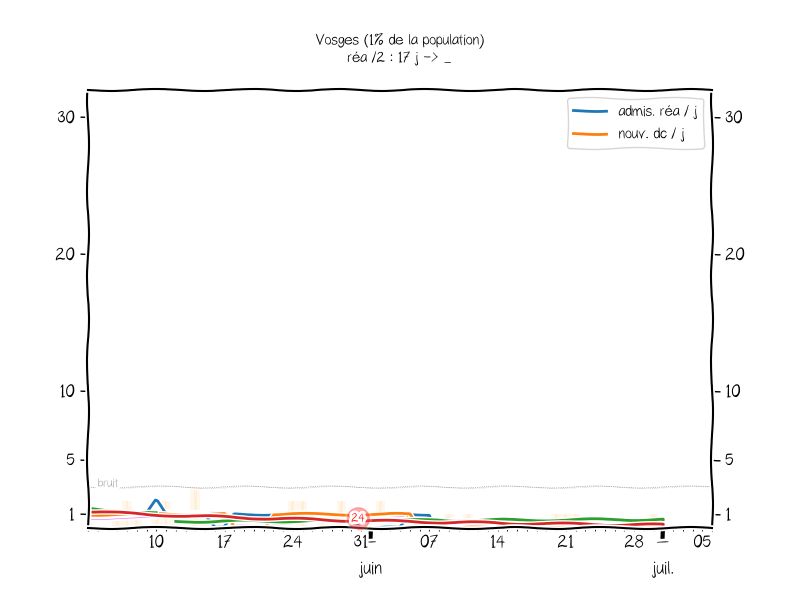 Vosges (1% de la population)
réa /2 : 17 j -> _
admis. réa / j
nouv. dc / j
30
30
20
20
10
10
5
5
bruit
1
1
24
10 17 24 31 07 14 21 28 05
juin juil.